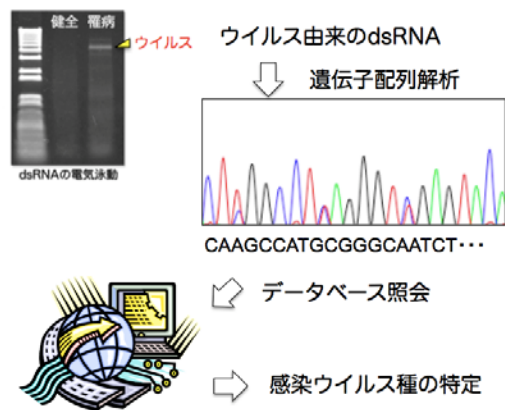 健全 罹病
ウイルス
dsRNAの電気泳動
ウイルス由来のdsRNA
遺伝子配列解析
CAAGCCATGCGGGCAATCT･･･
データベース照会
感染ウイルス種の特定